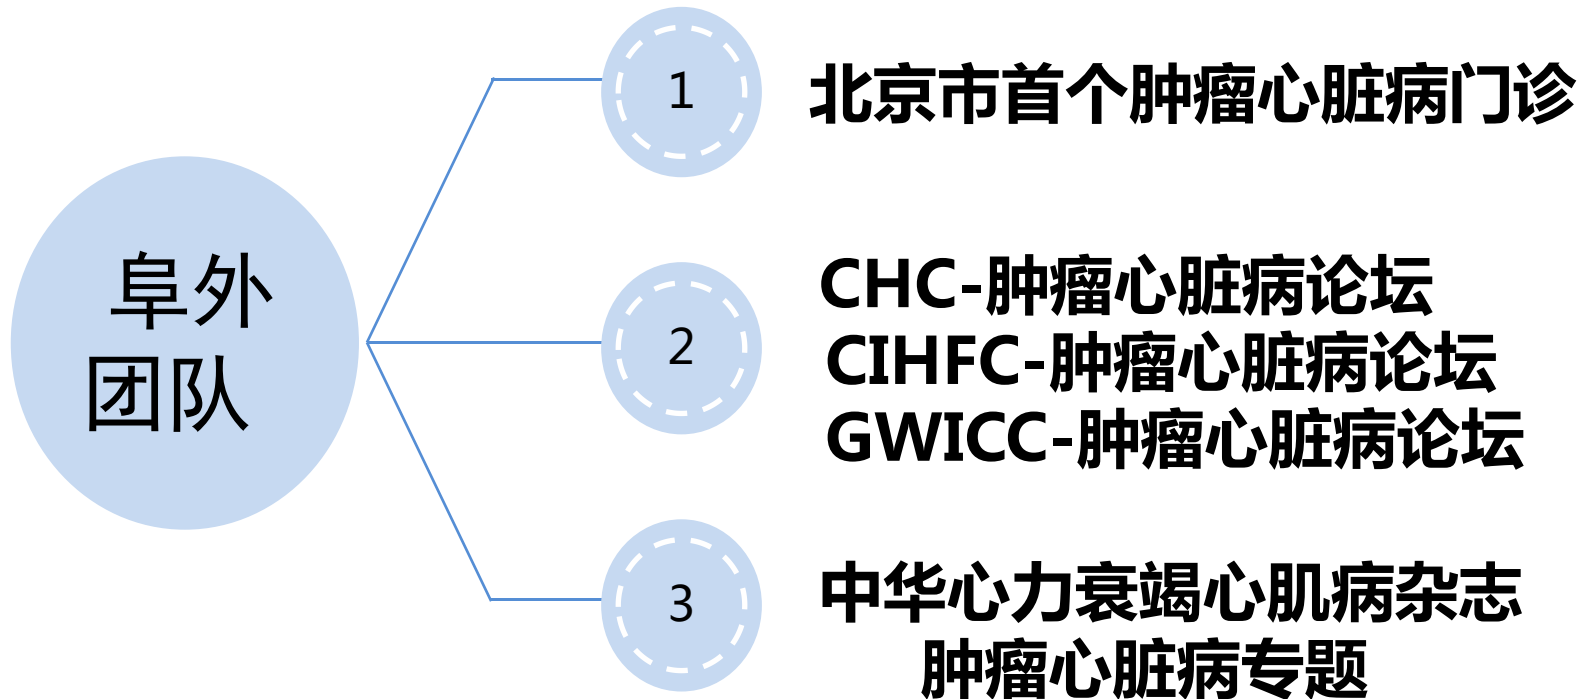 阜外
团队
1
北京市首个肿瘤心脏病门诊
2
CHC-肿瘤心脏病论坛
CIHFC-肿瘤心脏病论坛
GWICC-肿瘤心脏病论坛
3
中华心力衰竭心肌病杂志
肿瘤心脏病专题